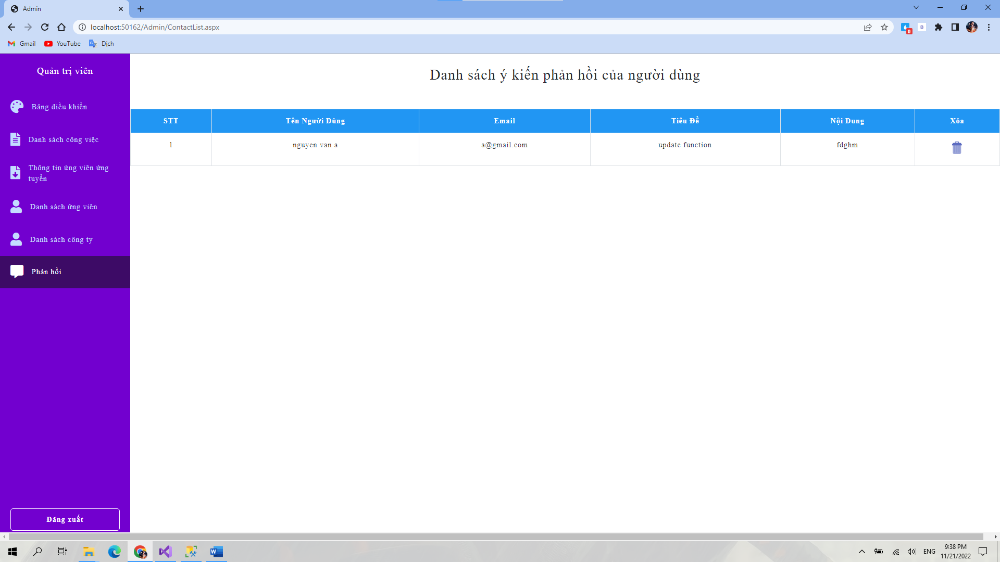 Admin
localhost:50162/Admin/ContactList.aspx
0
B
Gmail
YouTube
Dịch
Quản trị viên
Bảng điều khiển
Danh sách công việc
Thông tin ứng viên ứng
tuyển
Danh sách ứng viên
Danh sách công ty
Phản hồi
Đăng xuất
Danh sách ý kiến phản hồi của người dùng
STT Tên Người Dùng Email Tiêu Đề Nội Dung Xóa
1 nguyen van a a@gmail.com update function fdghm
ENG
9:38 PM
11/21/2022